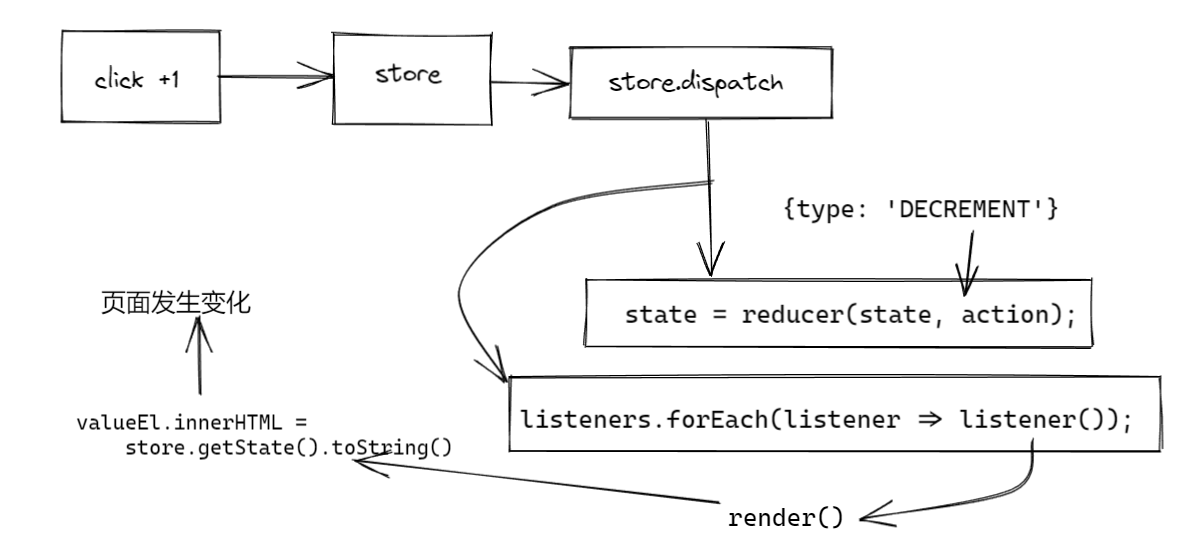 click +1
store
store.dispatch
{type: 'DECREMENT'}
state = reducer(state, action);
页面发生变化
listeners.forEach(listener => listener());
valueEl.innerHTML =
store.getState().toString()
render()